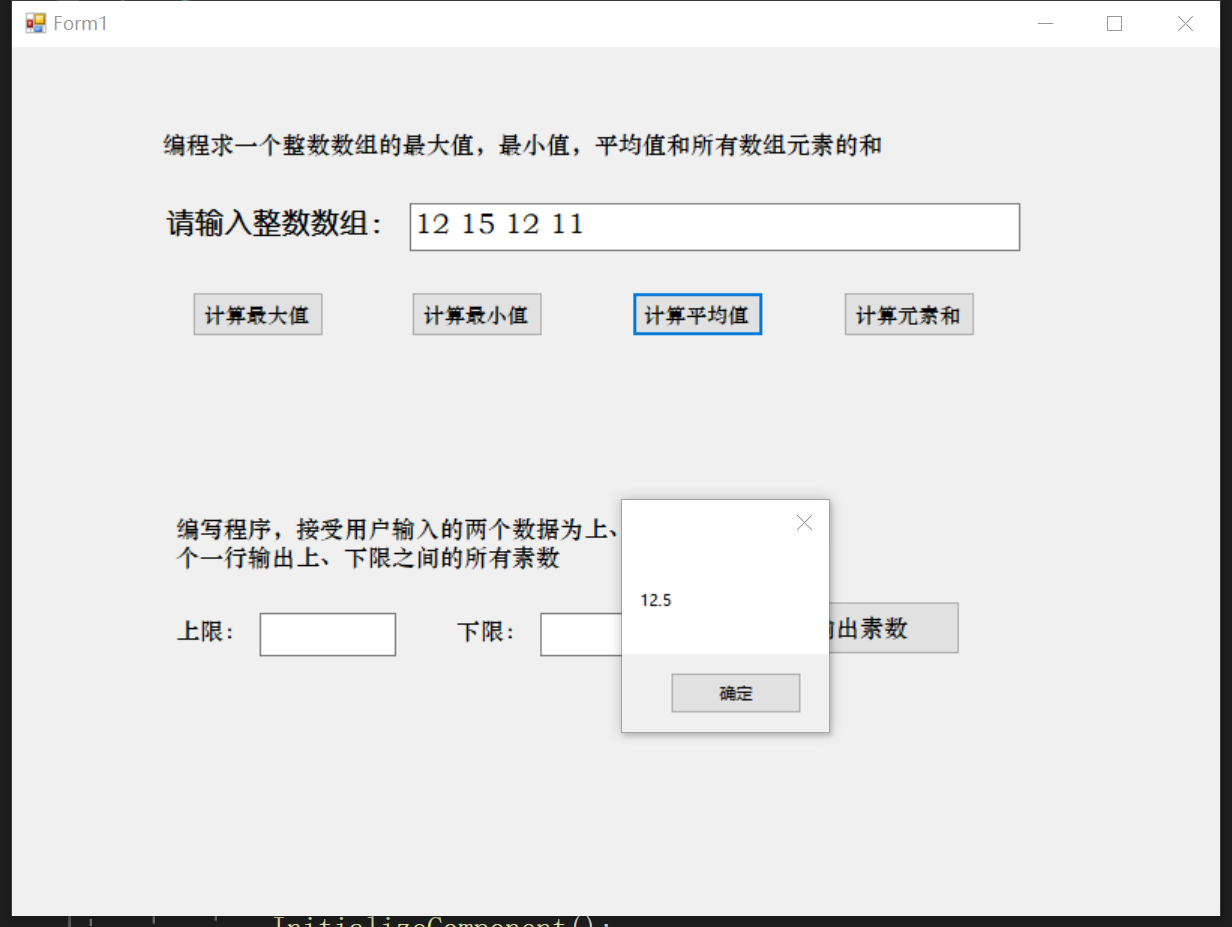 Form1
编程求一个整数数组的最大值，最小值，平均值和所有数组元素的和
请输入整数数组： 12 15 12 11
计算最大值 计算最小值 计算平均值 计算元素和
编写程序，接受用户输入的两个数据为上、
个一行输出上、下限之间的所有素数
12.5
上限： 下限： 出素数
确定
InitializeComponent();